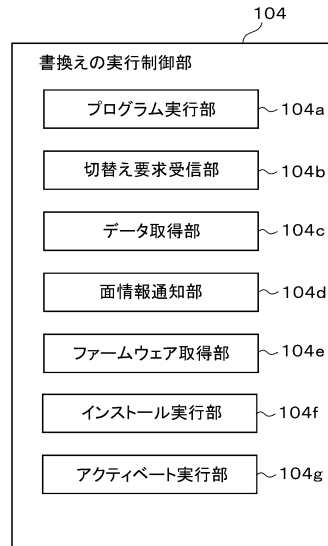 104
書換えの実行制御部
プログラム実行部 104a
切替え要求受信部 104b
データ取得部 104c
面情報通知部 104d
ファームウェア取得部 104e
インストール実行部 104f
アクティベート実行部 104g